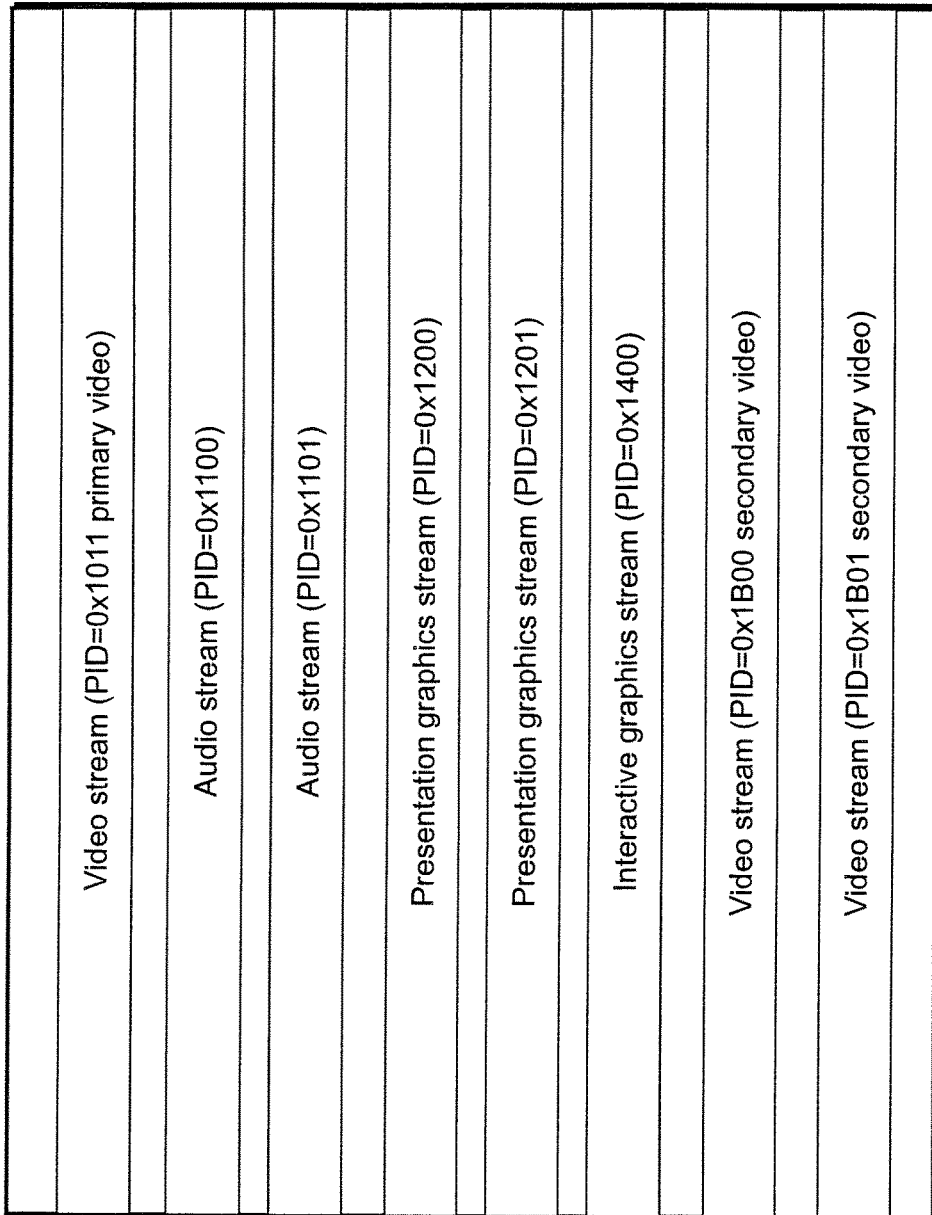 Video stream (PID=0x1011 primary video)
Audio stream (PID=0x1100)
Audio stream (PID=0x1101)
Presentation graphics stream (PID=0x1200)
Presentation graphics stream (PID=0x1201)
Interactive graphics stream (PID=0x1400)
Video stream (PID=0x1B00 secondary video)
Video stream (PID=0x1B01 secondary video)